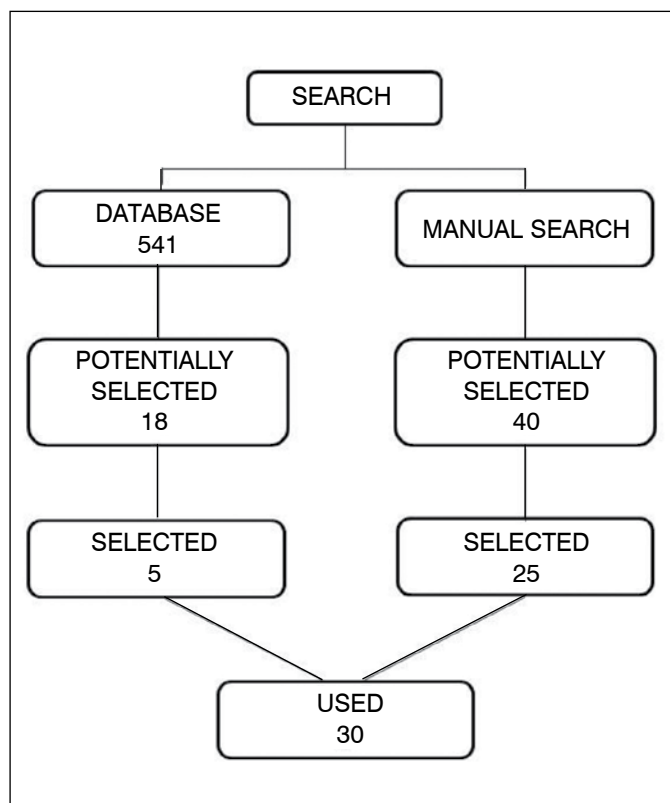 SEARCH
DATABASE
541
MANUAL SEARCH
POTENTIALLY
SELECTED
18
POTENTIALLY
SELECTED
40
SELECTED
5
SELECTED
25
USED
30